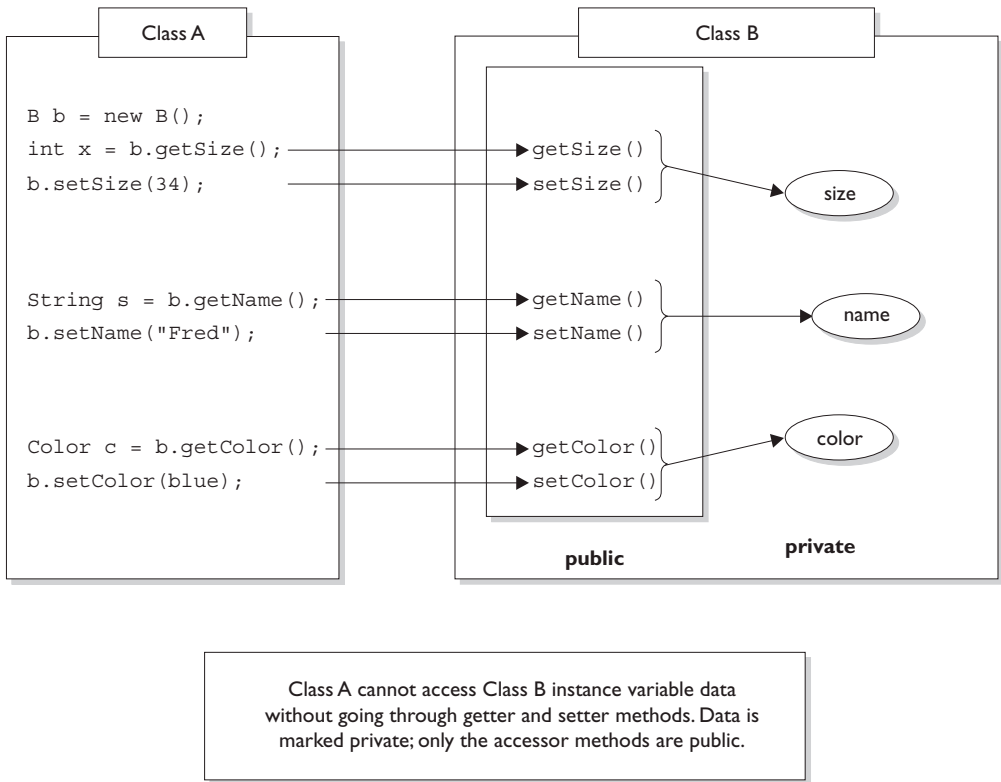 Class A
B b = new B();
int x = b.getSize();
b.setSize(34);
String s = b.getName();
b.setName("Fred");
Color c = b.getColor();
b.setColor(blue);
Class B
getSize()
setSize()
getName()
setName()
getColor()
setColor()
size
name
color
public
private
Class A cannot access Class B instance variable data
without going through getter and setter methods. Data is
marked private; only the accessor methods are public.